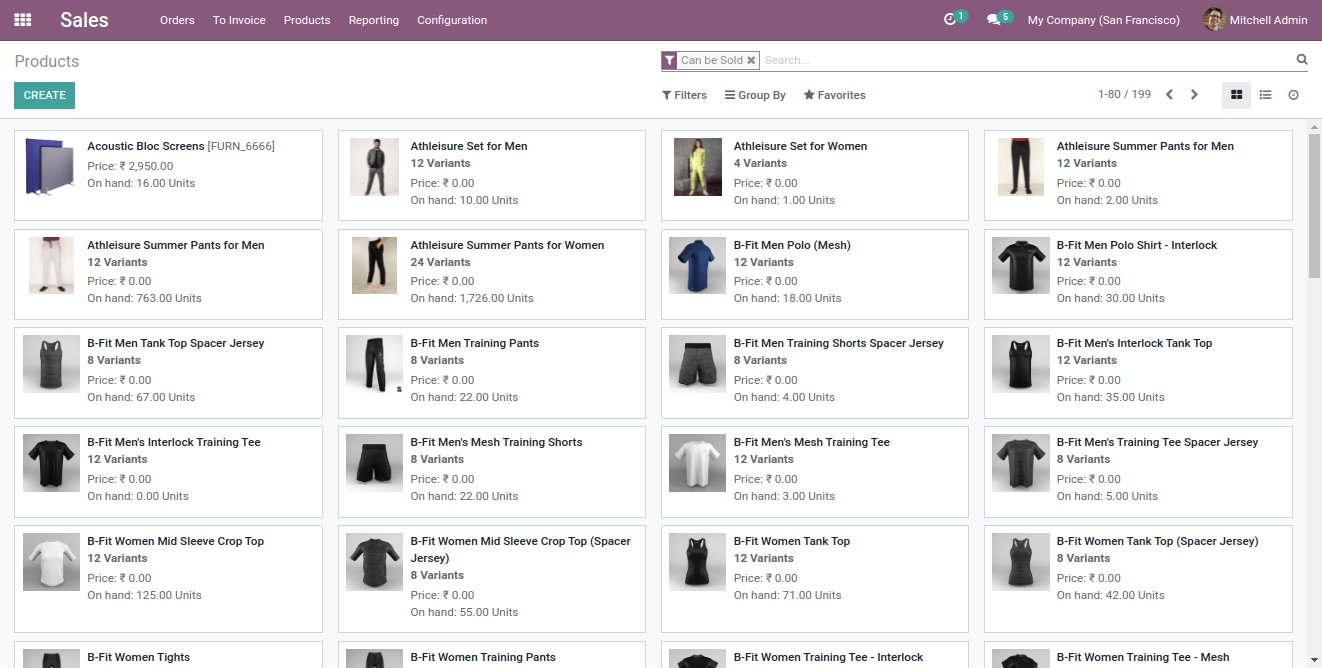 Sales Orders To Invoice Products Reporting Configuration 1 5 My Company (San Francisco) Mitchell Admin
Products
Can be Sold Search...
CREATE
Filters Group By Favorites 1-80 / 199
Acoustic Bloc Screens [FURN_6666]
Price: ₹ 2,950.00
On hand: 16.00 Units
Athleisure Set for Men
12 Variants
Price: ₹ 0.00
On hand: 10.00 Units
Athleisure Set for Women
4 Variants
Price: ₹ 0.00
On hand: 1.00 Units
Athleisure Summer Pants for Men
12 Variants
Price: ₹ 0.00
On hand: 2.00 Units
Athleisure Summer Pants for Men
12 Variants
Price: ₹ 0.00
On hand: 763.00 Units
Athleisure Summer Pants for Women
24 Variants
Price: ₹ 0.00
On hand: 1,726.00 Units
B-Fit Men Polo (Mesh)
12 Variants
Price: ₹ 0.00
On hand: 18.00 Units
B-Fit Men Polo Shirt - Interlock
12 Variants
Price: ₹ 0.00
On hand: 30.00 Units
B-Fit Men Tank Top Spacer Jersey
8 Variants
Price: ₹ 0.00
On hand: 67.00 Units
B-Fit Men Training Pants
8 Variants
Price: ₹ 0.00
On hand: 22.00 Units
B-Fit Men Training Shorts Spacer Jersey
8 Variants
Price: ₹ 0.00
On hand: 4.00 Units
B-Fit Men's Interlock Tank Top
12 Variants
Price: ₹ 0.00
On hand: 35.00 Units
B-Fit Men's Interlock Training Tee
12 Variants
Price: ₹ 0.00
On hand: 0.00 Units
B-Fit Men's Mesh Training Shorts
8 Variants
Price: ₹ 0.00
On hand: 22.00 Units
B-Fit Men's Mesh Training Tee
12 Variants
Price: ₹ 0.00
On hand: 3.00 Units
B-Fit Men's Training Tee Spacer Jersey
8 Variants
Price: ₹ 0.00
On hand: 5.00 Units
B-Fit Women Mid Sleeve Crop Top
12 Variants
Price: ₹ 0.00
On hand: 125.00 Units
B-Fit Women Mid Sleeve Crop Top (Spacer
Jersey)
8 Variants
Price: ₹ 0.00
On hand: 55.00 Units
B-Fit Women Tank Top
12 Variants
Price: ₹ 0.00
On hand: 71.00 Units
B-Fit Women Tank Top (Spacer Jersey)
8 Variants
Price: ₹ 0.00
On hand: 42.00 Units
B-Fit Women Tights
B-Fit Women Training Pants
B-Fit Women Training Tee - Interlock
B-Fit Women Training Tee - Mesh